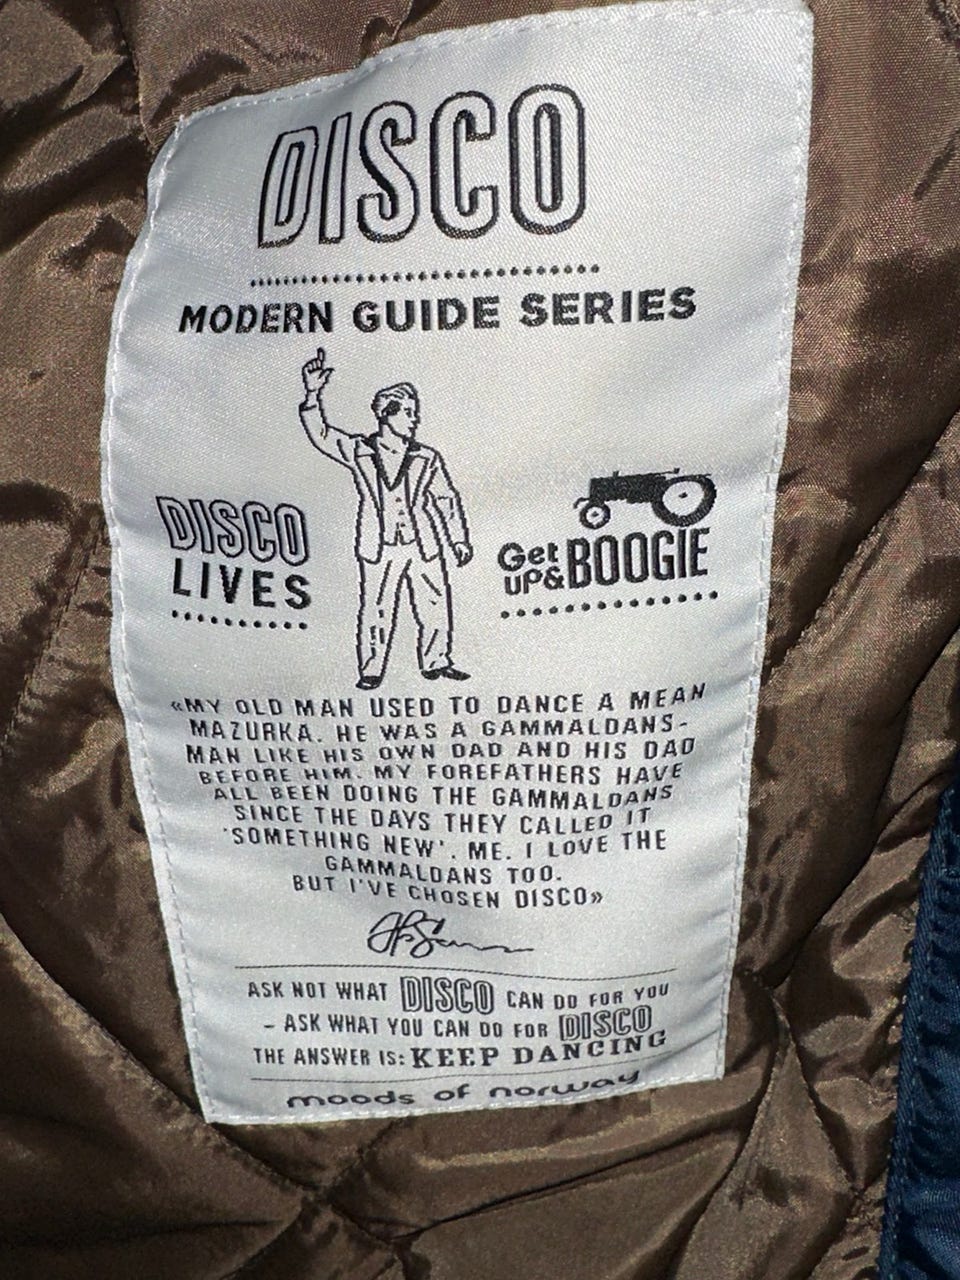 DISCO
MODERN GUIDE SERIES
DISCO
LIVES
Get
UP& BOOGIE
«MY OLD MAN USED TO DANCE A MEAN
MAZURKA. HE WAS A GAMMALDANS-
MAN LIKE HIS OWN DAD AND HIS DAD
BEFORE HIM. MY FOREFATHERS HAVE
ALL BEEN DOING THE GAMMALDANS
SINCE THE DAYS THEY CALLED IT
'SOMETHING NEW'. ME. I LOVE THE
GAMMALDANS TOO.
BUT I'VE CHOSEN DISCO»
ASK NOT WHAT DISCO CAN DO FOR YOU
- ASK WHAT YOU CAN DO FOR DISCO
THE ANSWER IS: KEEP DANCING
moods of norway